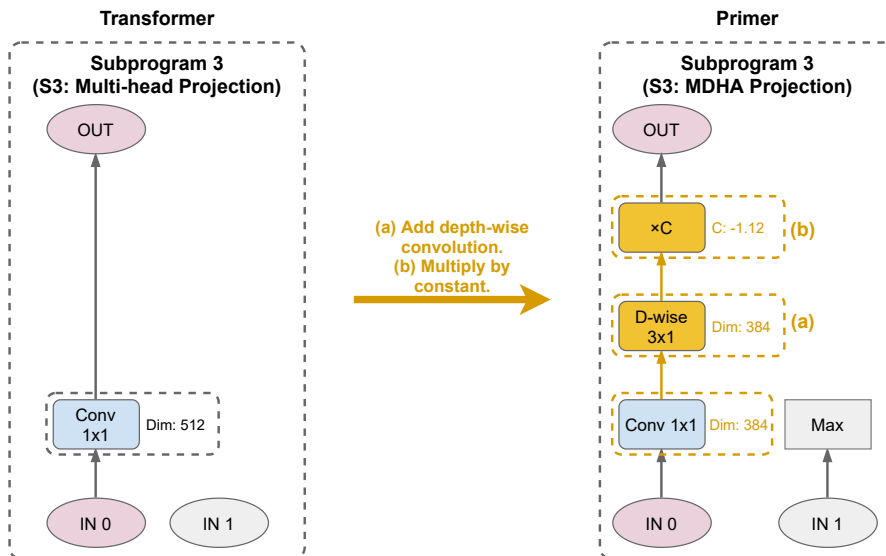 Transformer
Subprogram 3
(S3: Multi-head Projection)
OUT
Conv
1x1
Dim: 512
IN 0
IN 1
(a) Add depth-wise
convolution.
(b) Multiply by
constant.
Primer
Subprogram 3
(S3: MDHA Projection)
OUT
×C
C: -1.12
(b)
D-wise
3x1
Dim: 384
(a)
Conv 1x1
Dim: 384
Max
IN 0
IN 1